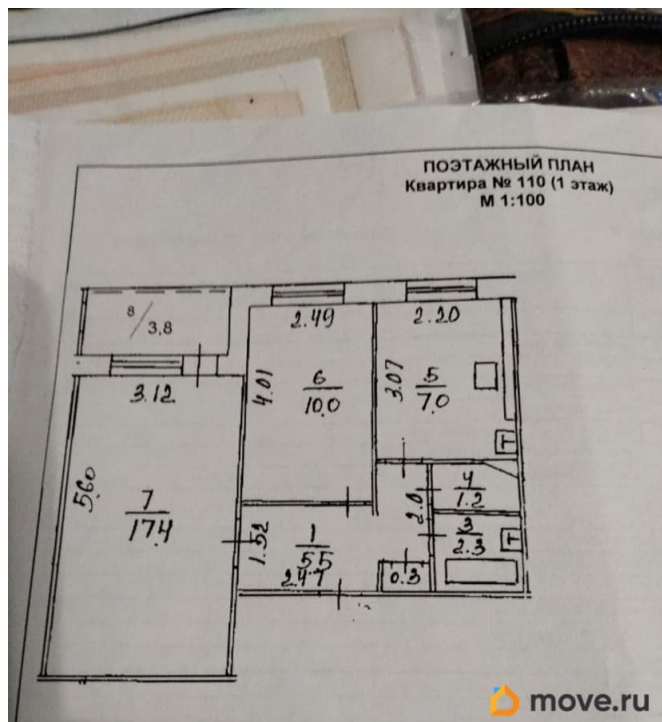 ПОЭТАЖНЫЙ ПЛАН
Квартира № 110 (1 этаж)
М 1:100
8/3,8
2.49
2.20
3.12
4.01
6/10,0
3.07
5/7,0
Т
5.60
7/17,4
4/1.2
2.0
1.52
1/5,5
3/2.3
Т
2.47
0.3
move.ru